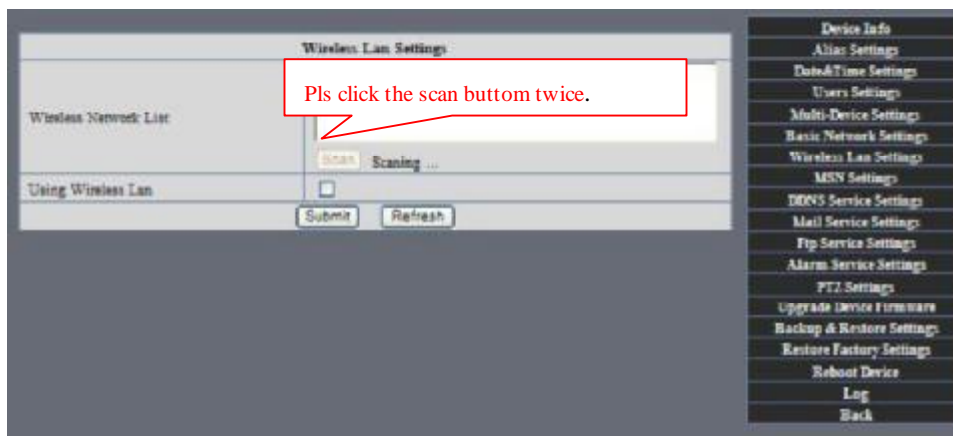 Wireless Lan Settings
Pls click the scan buttom twice.
Wireless Network List
Scan Scaning ...
Using Wireless Lan
Submit Refresh
Device Info
Alias Settings
Date&Time Settings
Users Settings
Multi-Device Settings
Basic Network Settings
Wireless Lan Settings
MSN Settings
DDNS Service Settings
Mail Service Settings
Ftp Service Settings
Alarm Service Settings
PTZ Settings
Upgrade Device Firmware
Backup & Restore Settings
Restore Factory Settings
Reboot Device
Log
Back